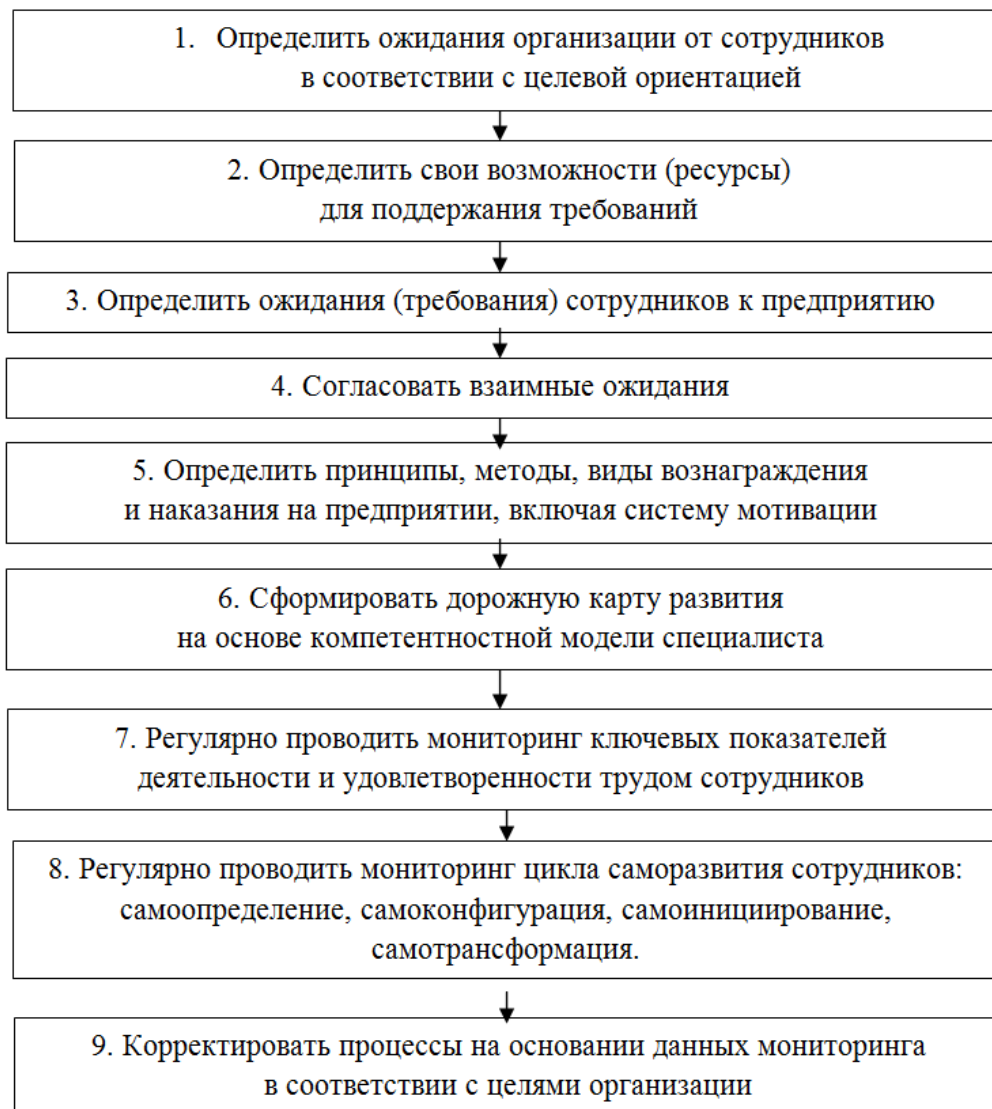 1. Определить ожидания организации от сотрудников
в соответствии с целевой ориентацией
2. Определить свои возможности (ресурсы)
для поддержания требований
3. Определить ожидания (требования) сотрудников к предприятию
4. Согласовать взаимные ожидания
5. Определить принципы, методы, виды вознаграждения
и наказания на предприятии, включая систему мотивации
6. Сформировать дорожную карту развития
на основе компетентностной модели специалиста
7. Регулярно проводить мониторинг ключевых показателей
деятельности и удовлетворенности трудом сотрудников
8. Регулярно проводить мониторинг цикла саморазвития сотрудников:
самоопределение, самоконфигурация, самоинициирование,
самотрансформация.
9. Корректировать процессы на основании данных мониторинга
в соответствии с целями организации